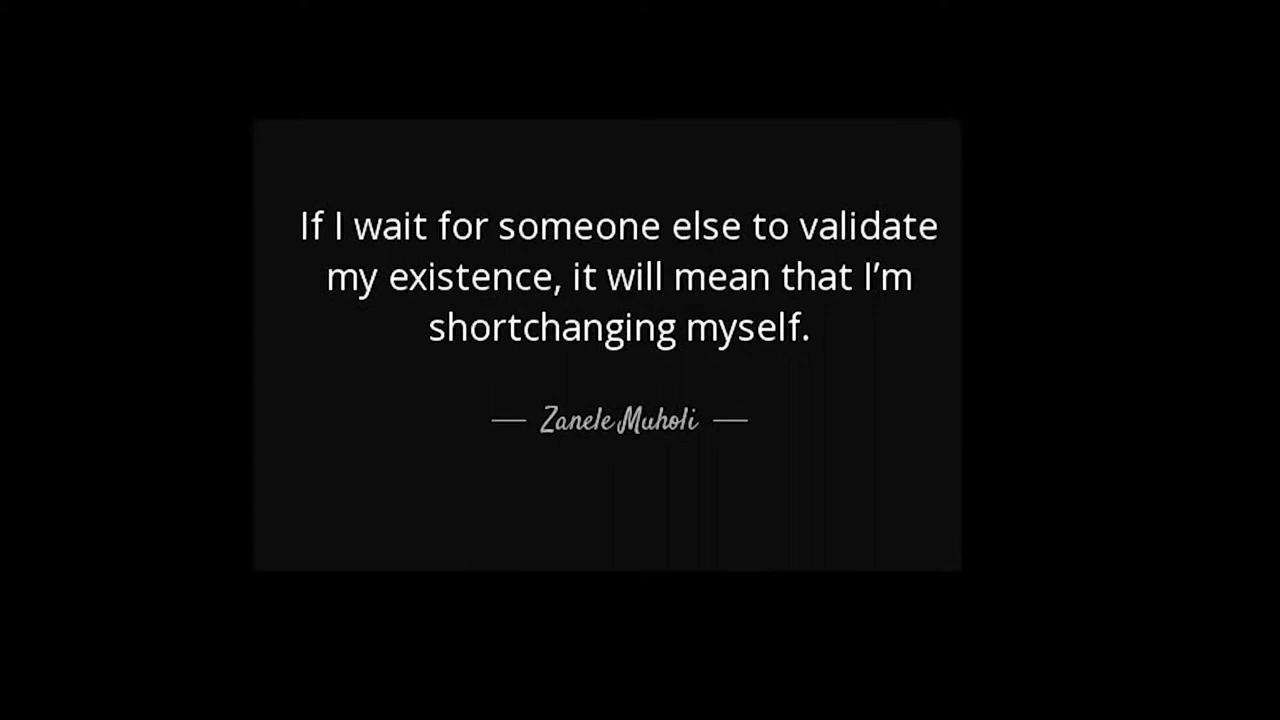 If I wait for someone else to validate
my existence, it will mean that I’m
shortchanging myself.
— Zanele Muholi —